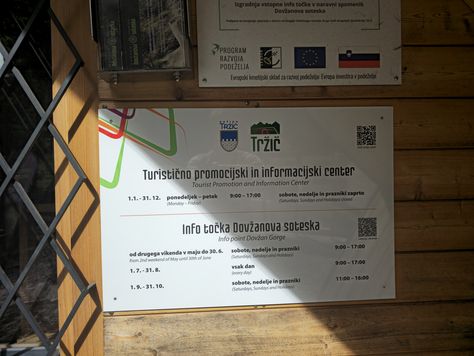 Izgradnja vstopne info točke v naravni spomenik
Dovžanova soteska
PROGRAM
RAZVOJA
PODEŽELJA
Evropski kmetijski sklad za razvoj podeželja: Evropa investira v podeželje
TRŽIČ
TRŽIČ
Turistično promocijski in informacijski center
Tourist Promotion and Information Center
1.1. - 31. 12. ponedeljek – petek 9:00 - 17:00 sobote, nedelje in prazniki zaprto
(Monday - Friday) (Saturdays, Sundays and Holidays closed)
Info točka Dovžanova soteska
Info point Dovžan Gorge
od drugega vikenda v maju do 30. 6. sobote, nedelje in prazniki 9:00 - 17:00
(from 2nd weekend of May until 30th of June) (Saturdays, Sundays and Holidays)
1. 7. - 31. 8. vsak dan 9:00 - 17:00
(every day)
1. 9. - 31. 10. sobote, nedelje in prazniki 11:00 - 16:00
(Saturdays, Sundays and Holidays)